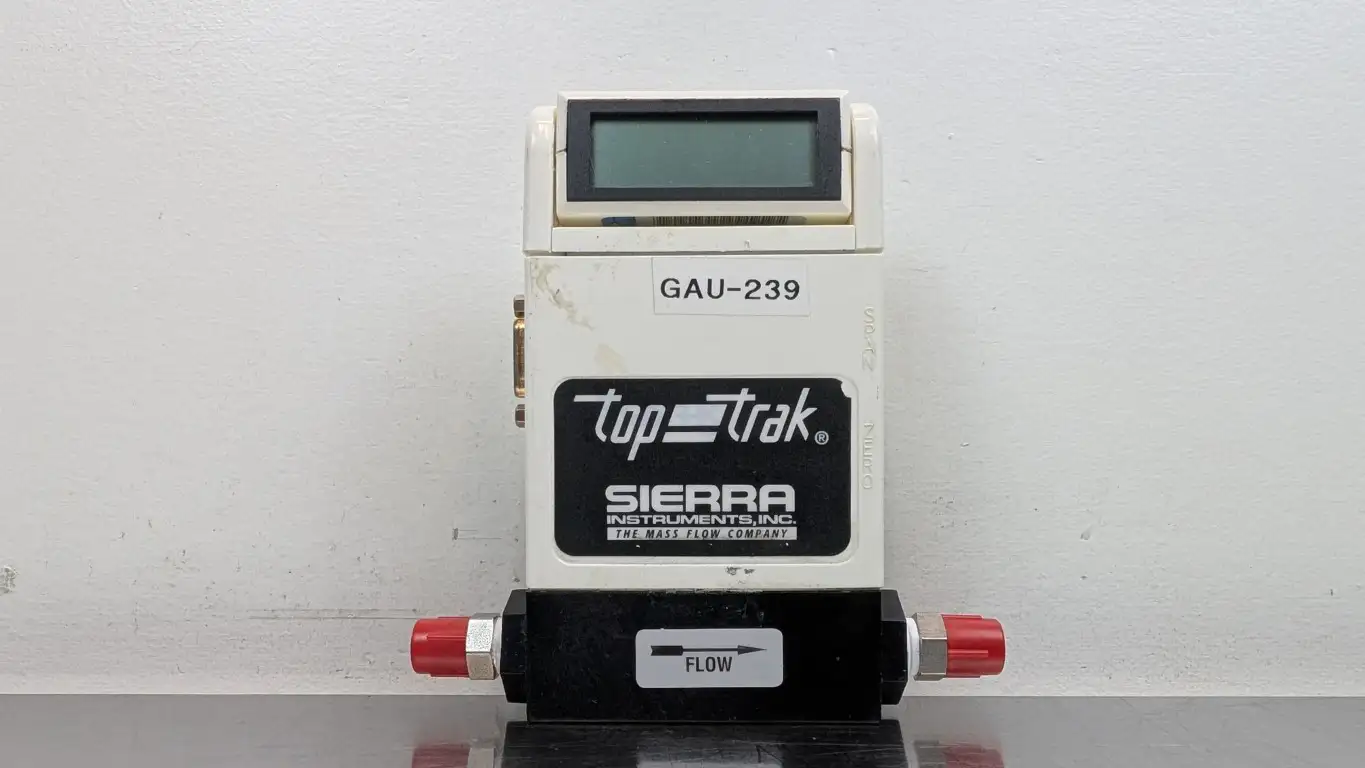 GAU-239
SPAN
ZERO
top trak®
SIERRA
INSTRUMENTS, INC.
THE MASS FLOW COMPANY
FLOW